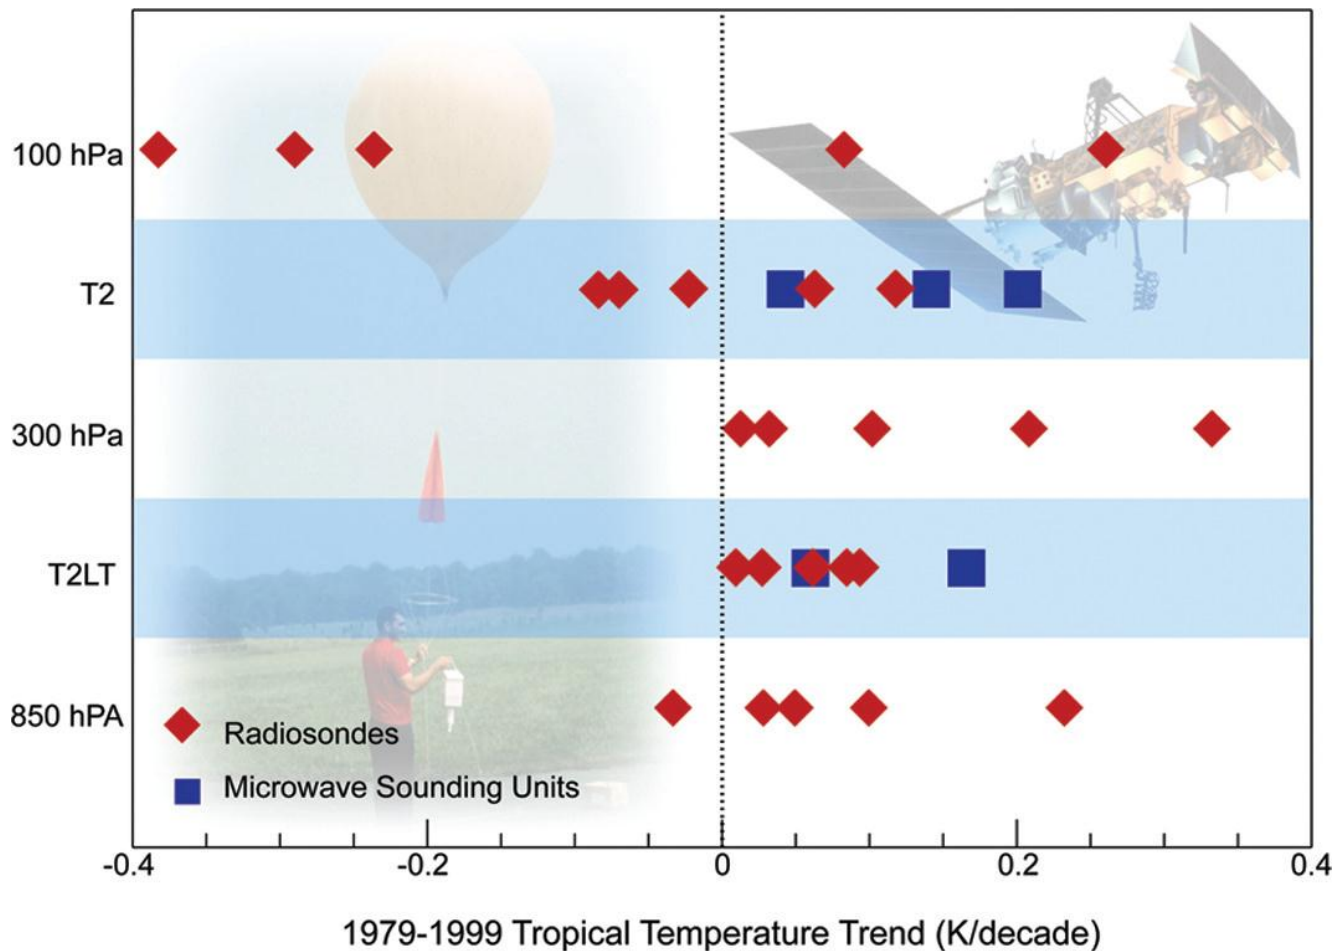 100 hPa
T2
300 hPa
T2LT
850 hPA
Radiosondes
Microwave Sounding Units
-0.4 -0.2 0 0.2 0.4
1979-1999 Tropical Temperature Trend (K/decade)